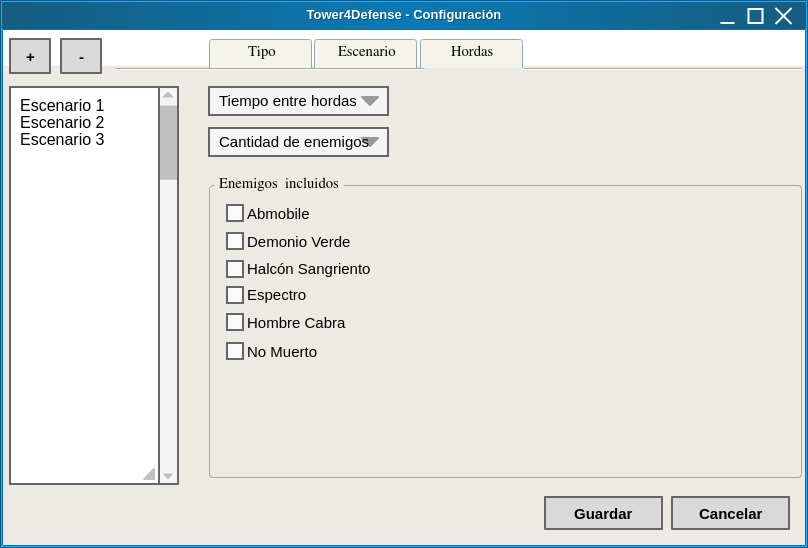 Tower4Defense - Configuración
+ -
Tipo Escenario Hordas
Escenario 1
Escenario 2
Escenario 3
Tiempo entre hordas
Cantidad de enemigos
Enemigos incluidos
Abmobile
Demonio Verde
Halcón Sangriento
Espectro
Hombre Cabra
No Muerto
Guardar Cancelar